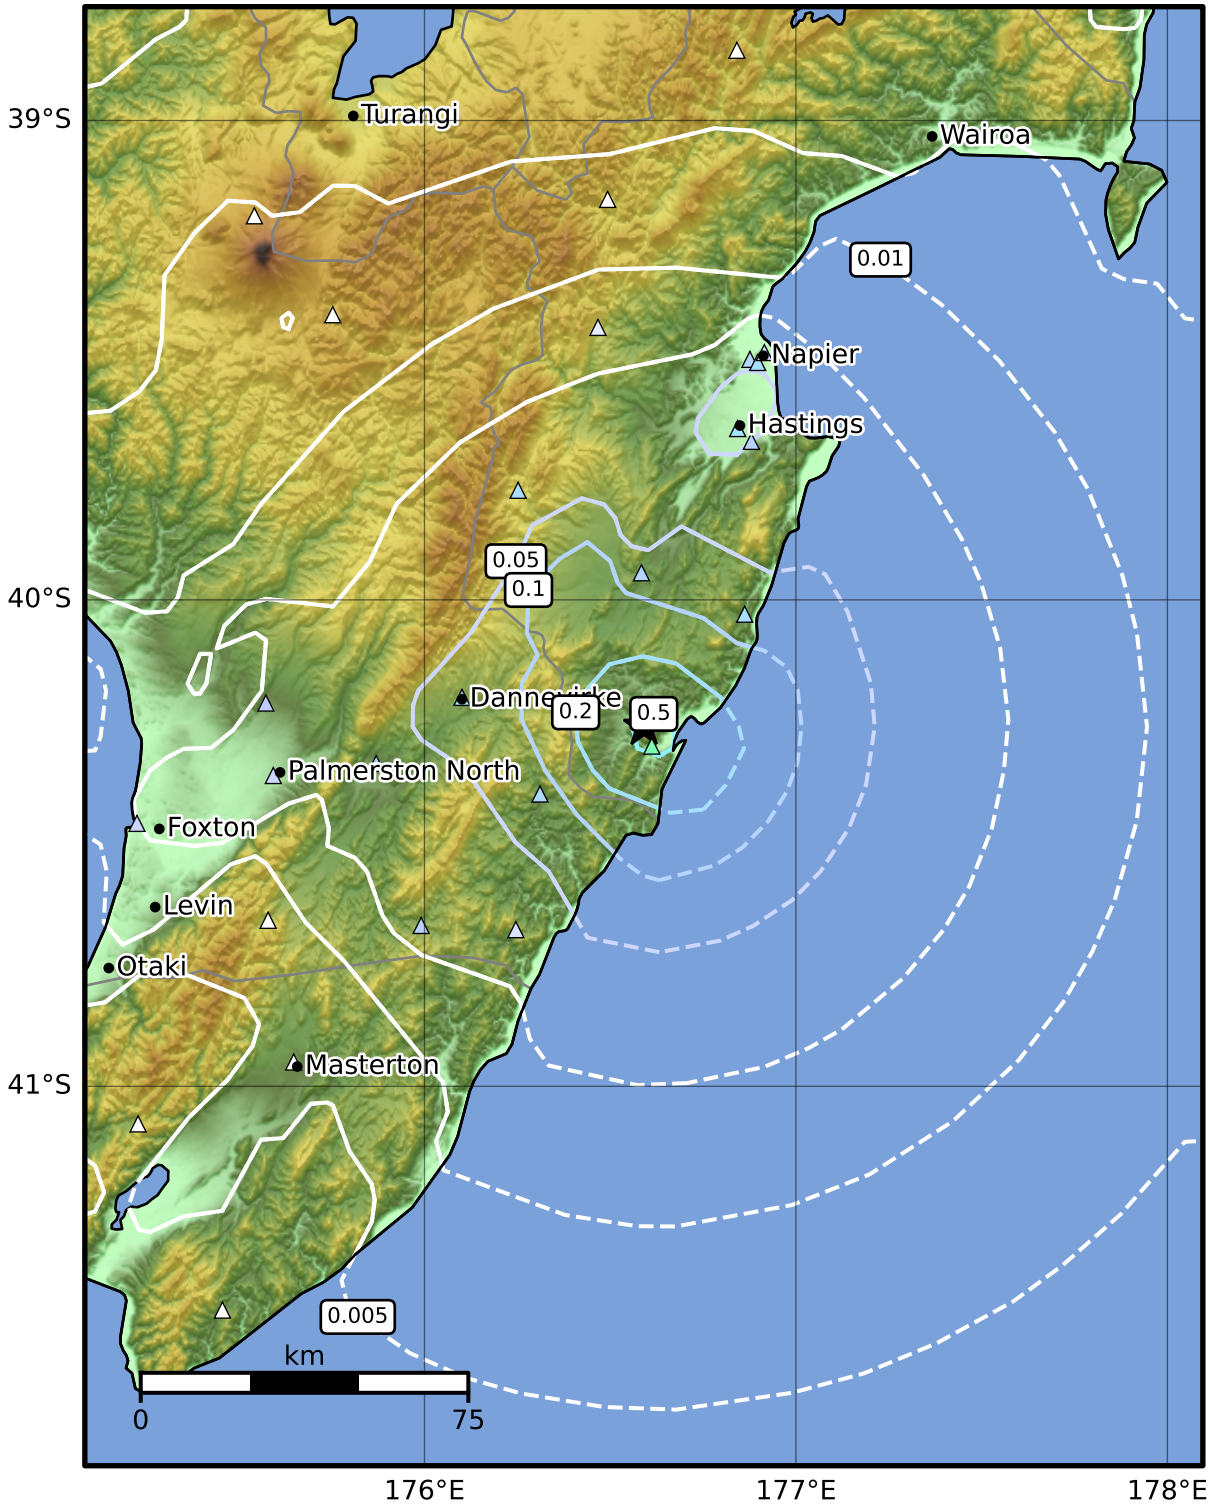 Turangi
39°S
Wairoa
0.01
Napier
Hastings
0.05
0.1
40°S
Dannevirke
0.2
0.5
Palmerston North
Foxton
Levin
Otaki
Masterton
41°S
0.005
km
0
75
176°E
177°E
178°E